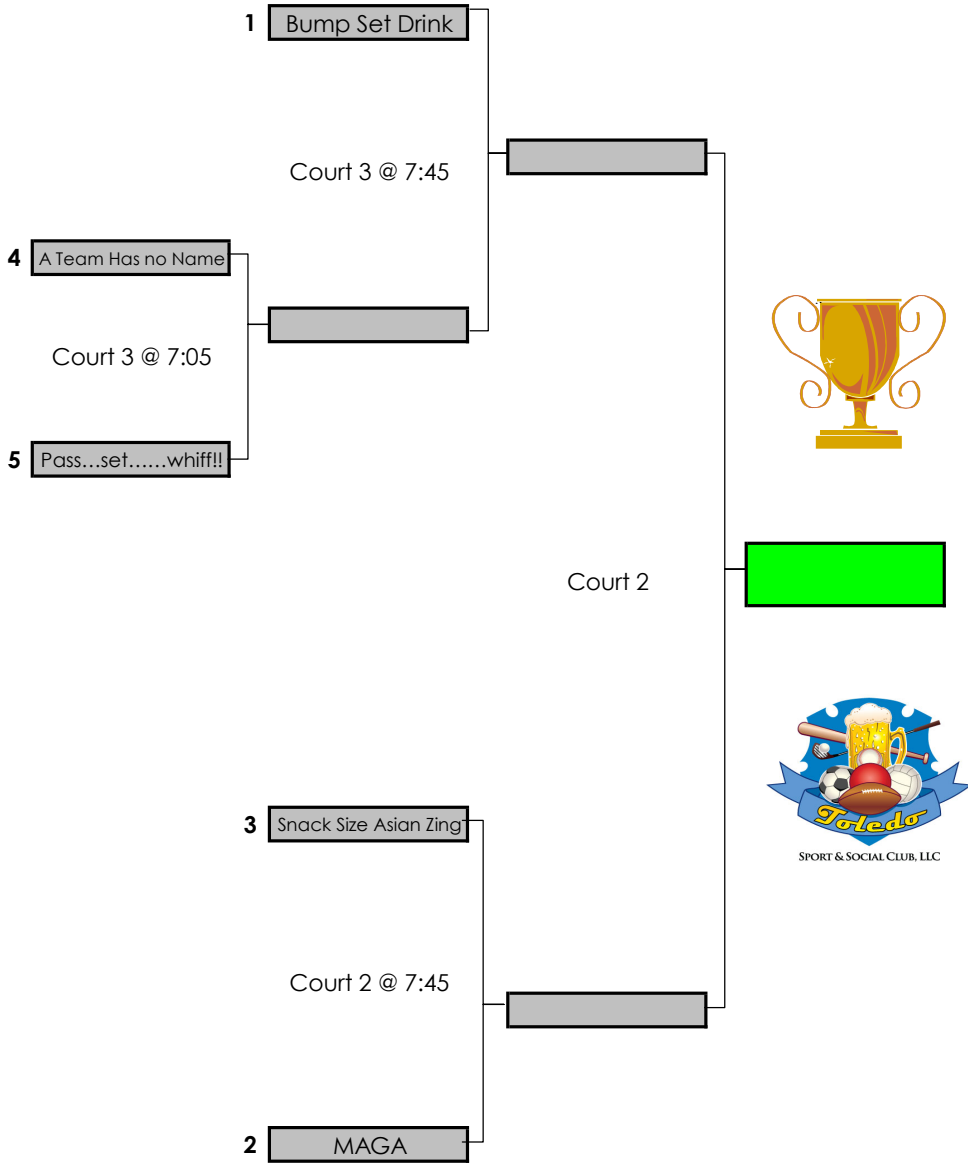 1 Bump Set Drink
Court 3 @ 7:45
4 A Team Has no Name
Court 3 @ 7:05
5 Pass...set......whiff!!
Court 2
3 Snack Size Asian Zing
Toledo
SPORT & SOCIAL CLUB, LLC
Court 2 @ 7:45
2 MAGA